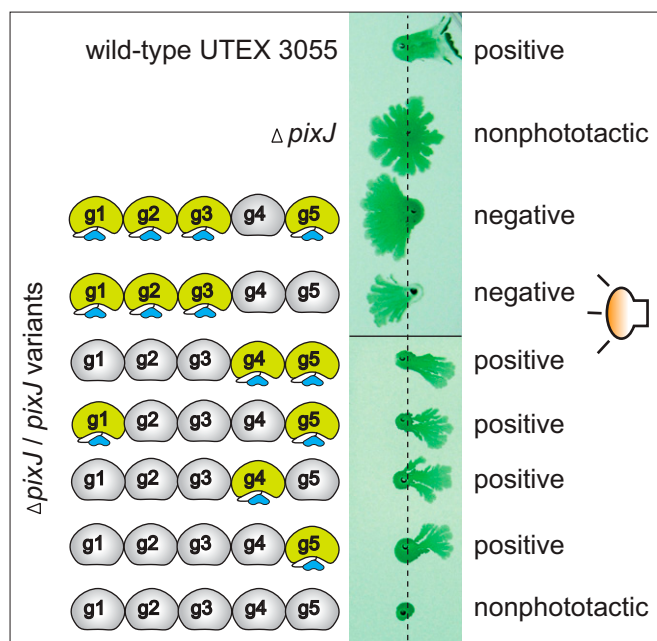 wild-type UTEX 3055 positive
Δ pixJ nonphototactic
g1 g2 g3 g4 g5 negative
g1 g2 g3 g4 g5 negative
g1 g2 g3 g4 g5 positive
g1 g2 g3 g4 g5 positive
g1 g2 g3 g4 g5 positive
g1 g2 g3 g4 g5 positive
g1 g2 g3 g4 g5 nonphototactic
ΔpixJ / pixJ variants